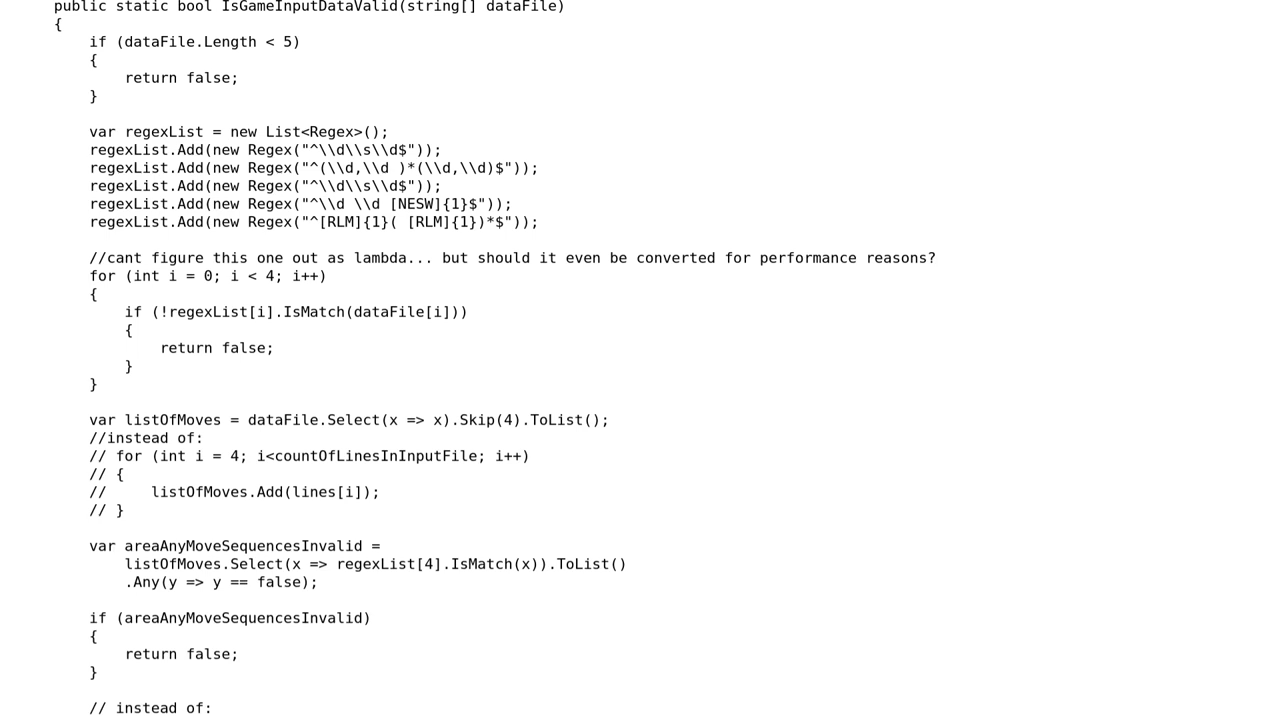 public static bool IsGameInputDataValid(string[] dataFile)
{
    if (dataFile.Length < 5)
    {
        return false;
    }

    var regexList = new List<Regex>();
    regexList.Add(new Regex("^\\d\\s\\d$"));
    regexList.Add(new Regex("^(\\d,\\d )*(\\d,\\d)$"));
    regexList.Add(new Regex("^\\d\\s\\d$"));
    regexList.Add(new Regex("^\\d \\d [NESW]{1}$"));
    regexList.Add(new Regex("^[RLM]{1}( [RLM]{1})*$"));

    //cant figure this one out as lambda... but should it even be converted for performance reasons?
    for (int i = 0; i < 4; i++)
    {
        if (!regexList[i].IsMatch(dataFile[i]))
        {
            return false;
        }
    }

    var listOfMoves = dataFile.Select(x => x).Skip(4).ToList();
    //instead of:
    // for (int i = 4; i<countOfLinesInInputFile; i++)
    // {
    //     listOfMoves.Add(lines[i]);
    // }

    var areaAnyMoveSequencesInvalid =
        listOfMoves.Select(x => regexList[4].IsMatch(x)).ToList()
        .Any(y => y == false);

    if (areaAnyMoveSequencesInvalid)
    {
        return false;
    }

    // instead of: